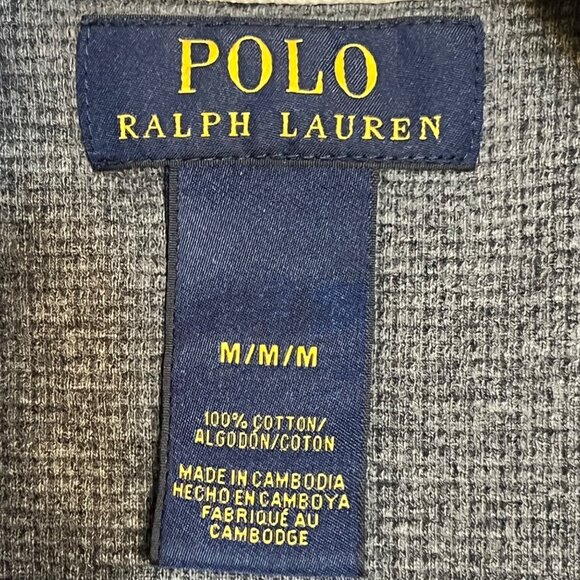 POLO
RALPH LAUREN
M/M/M
100% COTTON/
ALGODÓN/COTON
MADE IN CAMBODIA
HECHO EN CAMBOYA
FABRIQUÉ AU
CAMBODGE